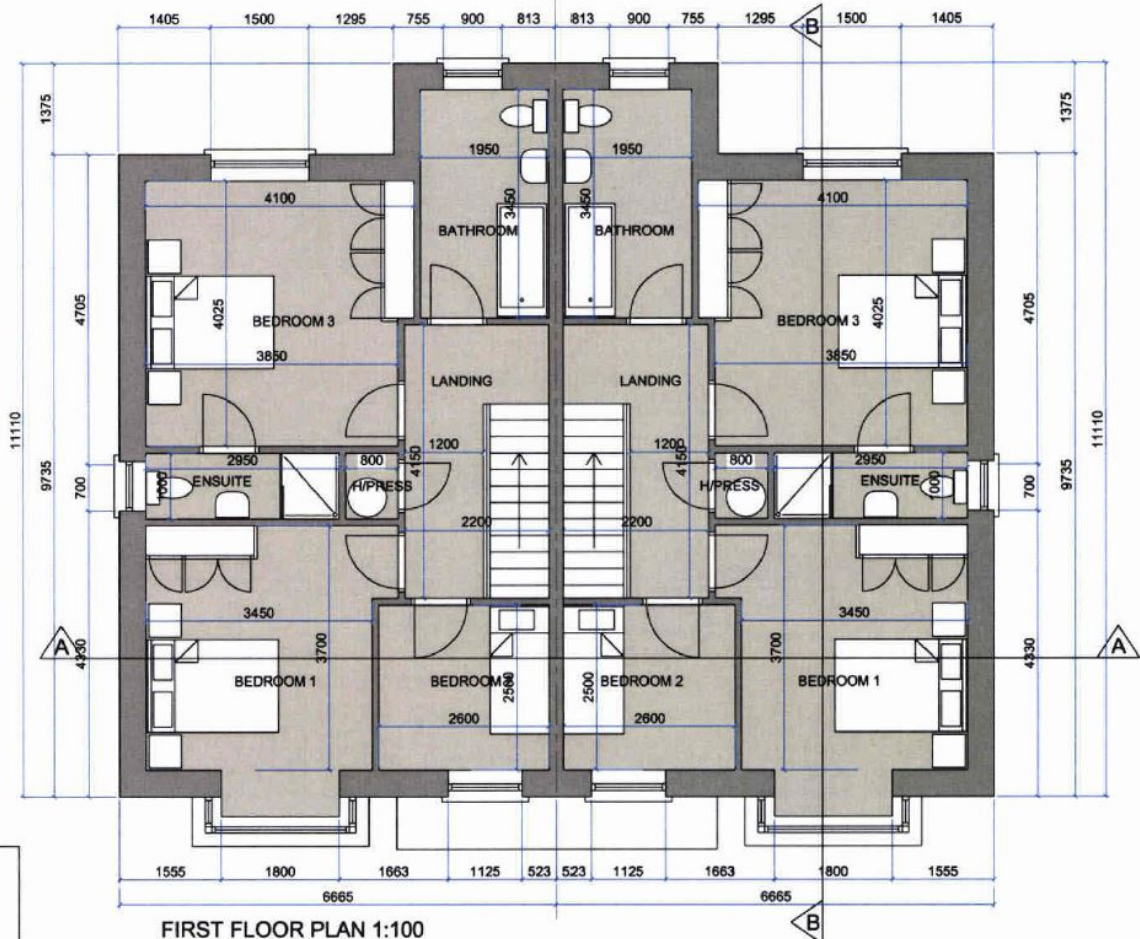 1405 1500 1295 755 900 813 813 900 755 1295 1500 1405
B
1375 1375
1950 1950
4100 3450 3450 4100
BATHROOM BATHROOM
4705 4025 4025 4705
BEDROOM 3 BEDROOM 3
3850 3850
LANDING LANDING
11110 11110
1200 4150 1200 4150
9735 2950 800 800 2950 9735
700 1000 ENSUITE H/PRESS H/PRESS ENSUITE 1000 700
2200 2200
3450 3450
A 4330 3700 3700 4330 A
BEDROOM 1 BEDROOM 2500 2500 BEDROOM 2 BEDROOM 1
2600 2600
1555 1800 1663 1125 523 523 1125 1663 1800 1555
6665 6665
B
FIRST FLOOR PLAN 1:100